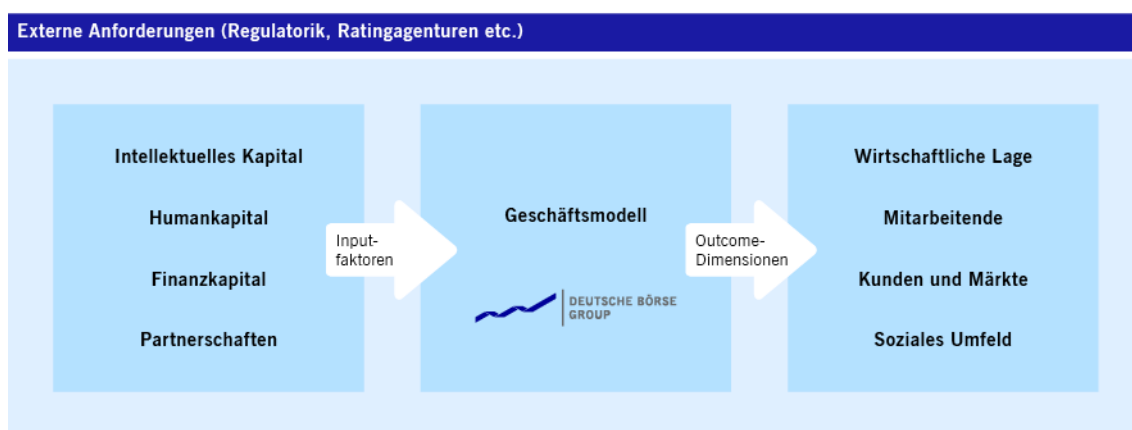 Externe Anforderungen (Regulatorik, Ratingagenturen etc.)
Intellektuelles Kapital
Humankapital
Finanzkapital
Partnerschaften
Input-
faktoren
Geschäftsmodell
DEUTSCHE BÖRSE
GROUP
Outcome-
Dimensionen
Wirtschaftliche Lage
Mitarbeitende
Kunden und Märkte
Soziales Umfeld